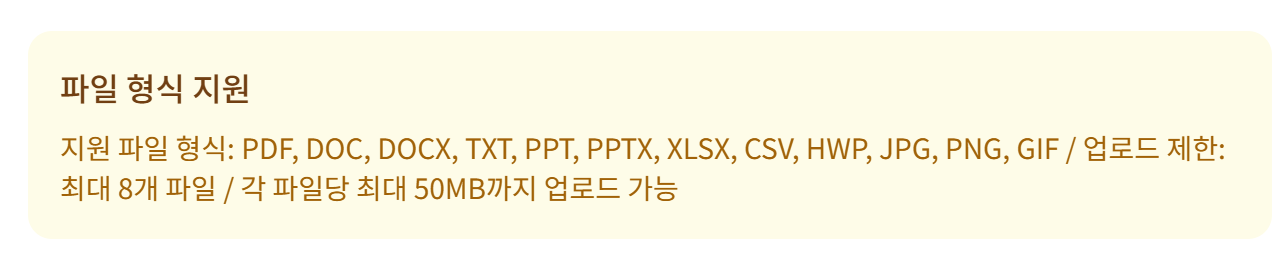 파일 형식 지원
지원 파일 형식: PDF, DOC, DOCX, TXT, PPT, PPTX, XLSX, CSV, HWP, JPG, PNG, GIF / 업로드 제한:
최대 8개 파일 / 각 파일당 최대 50MB까지 업로드 가능